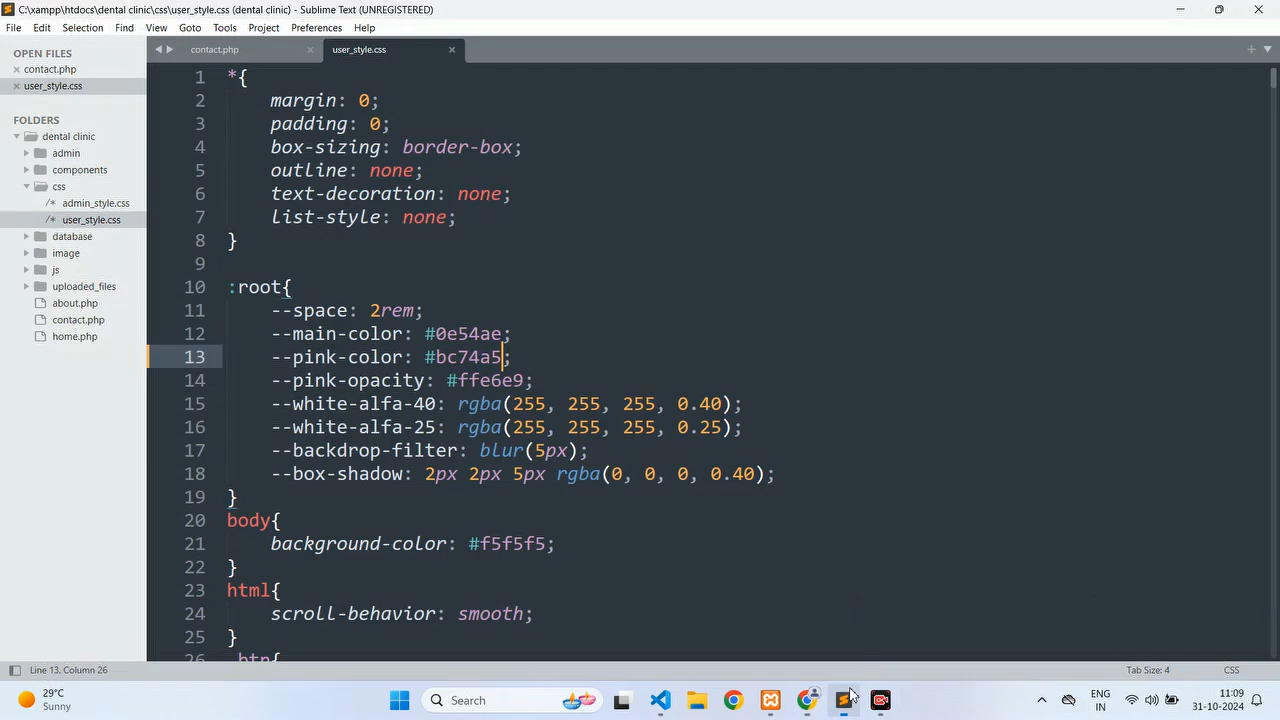 C:\xampp\htdocs\dental clinic\css\user_style.css (dental clinic) - Sublime Text (UNREGISTERED)
File Edit Selection Find View Goto Tools Project Preferences Help
OPEN FILES
contact.php
user_style.css
FOLDERS
dental clinic
admin
components
css
/* admin_style.css
/* user_style.css
database
image
js
uploaded_files
about.php
contact.php
home.php
contact.php user_style.css
1 *{
2 margin: 0;
3 padding: 0;
4 box-sizing: border-box;
5 outline: none;
6 text-decoration: none;
7 list-style: none;
8 }
9
10 :root{
11 --space: 2rem;
12 --main-color: #0e54ae;
13 --pink-color: #bc74a5;
14 --pink-opacity: #ffe6e9;
15 --white-alfa-40: rgba(255, 255, 255, 0.40);
16 --white-alfa-25: rgba(255, 255, 255, 0.25);
17 --backdrop-filter: blur(5px);
18 --box-shadow: 2px 2px 5px rgba(0, 0, 0, 0.40);
19 }
20 body{
21 background-color: #f5f5f5;
22 }
23 html{
24 scroll-behavior: smooth;
25 }
26 .btn{
Line 13, Column 26 Tab Size: 4 CSS
29°C
Sunny
Search
ENG
IN
11:09
31-10-2024